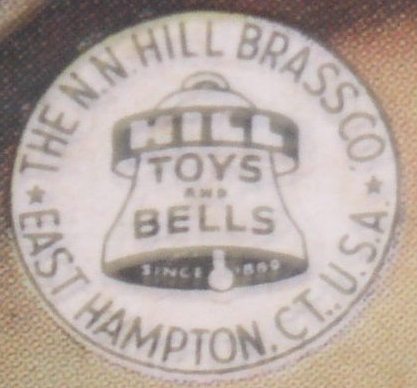 THE N.N. HILL BRASS CO.
HILL
TOYS
AND
BELLS
SINCE 1889
EAST HAMPTON, CT., U.S.A.